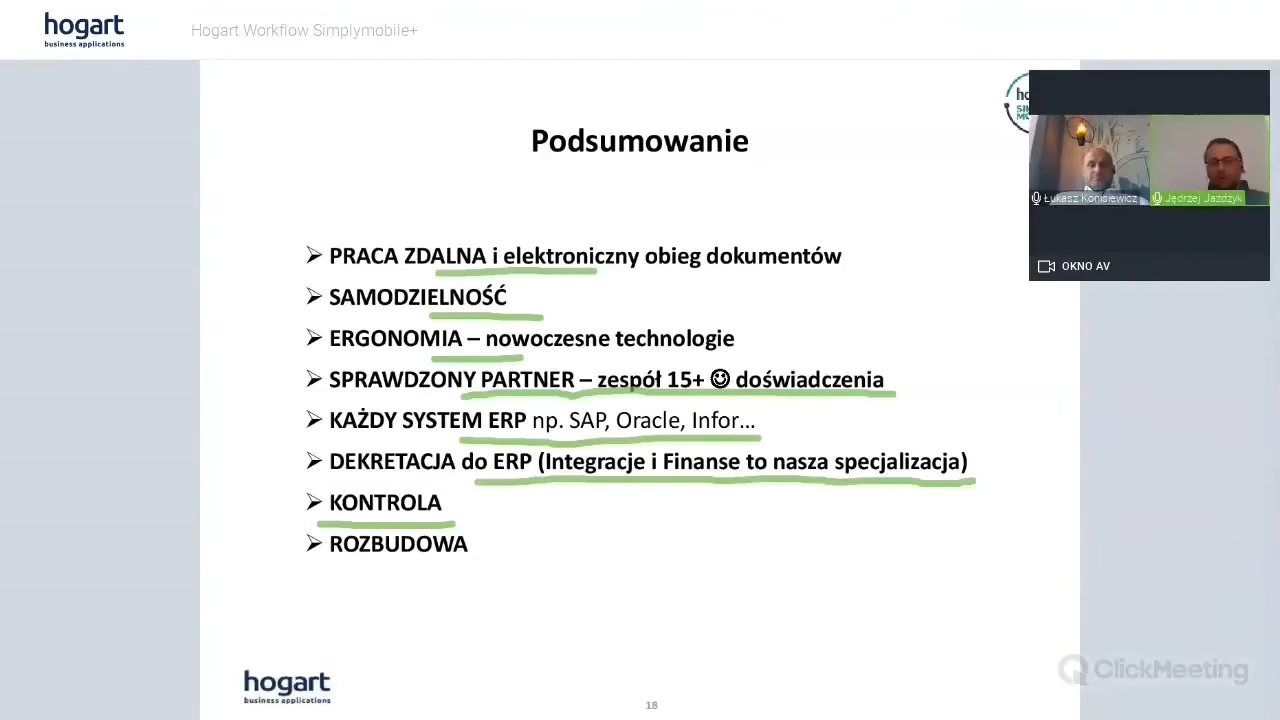 hogart
business applications
Hogart Workflow Simplymobile+
Podsumowanie
PRACA ZDALNA i elektroniczny obieg dokumentów
SAMODZIELNOŚĆ
ERGONOMIA – nowoczesne technologie
SPRAWDZONY PARTNER – zespół 15+ ☺ doświadczenia
KAŻDY SYSTEM ERP np. SAP, Oracle, Infor...
DEKRETACJA do ERP (Integracje i Finanse to nasza specjalizacja)
KONTROLA
ROZBUDOWA
Łukasz Konisiewicz
Jędrzej Jażdżyk
OKNO AV
hogart
business applications
18
ClickMeeting